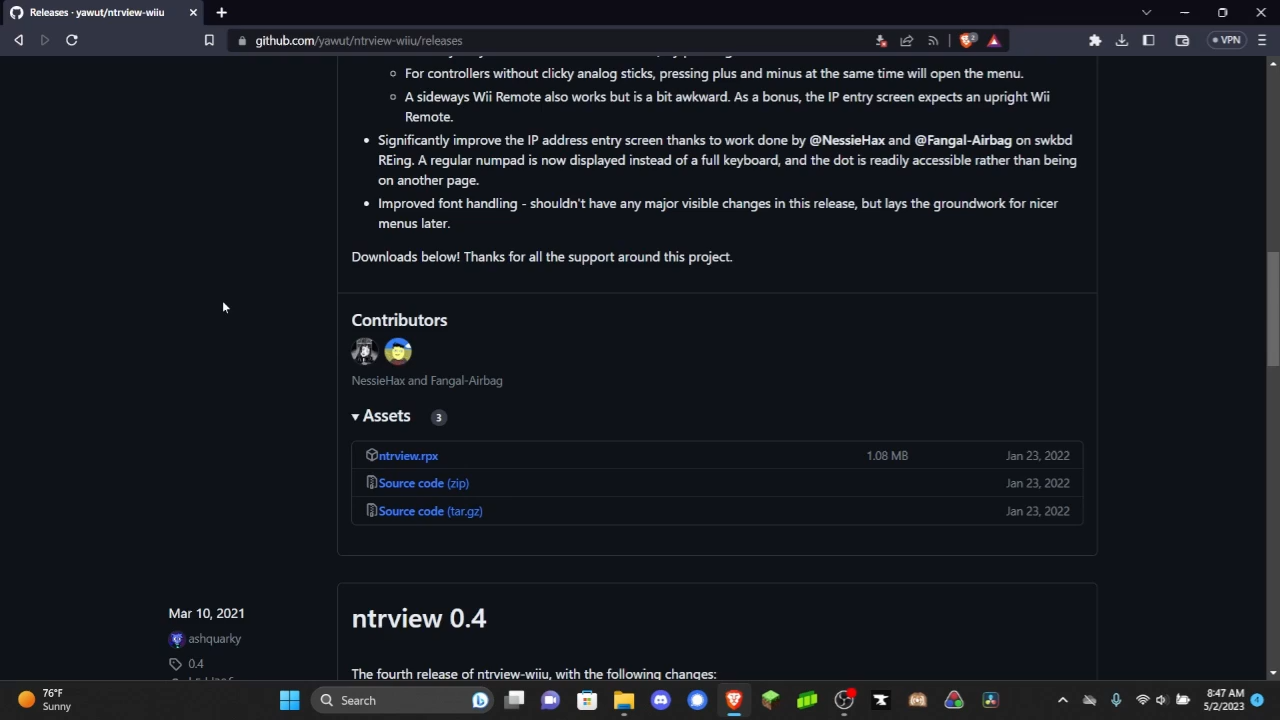 Releases · yawut/ntrview-wiiu
github.com/yawut/ntrview-wiiu/releases
2
VPN
For controllers without clicky analog sticks, pressing plus and minus at the same time will open the menu.
A sideways Wii Remote also works but is a bit awkward. As a bonus, the IP entry screen expects an upright Wii
Remote.
Significantly improve the IP address entry screen thanks to work done by @NessieHax and @Fangal-Airbag on swkbd
REing. A regular numpad is now displayed instead of a full keyboard, and the dot is readily accessible rather than being
on another page.
Improved font handling - shouldn't have any major visible changes in this release, but lays the groundwork for nicer
menus later.
Downloads below! Thanks for all the support around this project.
Contributors
NessieHax and Fangal-Airbag
Assets 3
ntrview.rpx 1.08 MB Jan 23, 2022
Source code (zip) Jan 23, 2022
Source code (tar.gz) Jan 23, 2022
Mar 10, 2021
ashquarky
0.4
ntrview 0.4
The fourth release of ntrview-wiiu, with the following changes:
76°F
Sunny
Search
8:47 AM
5/2/2023
4